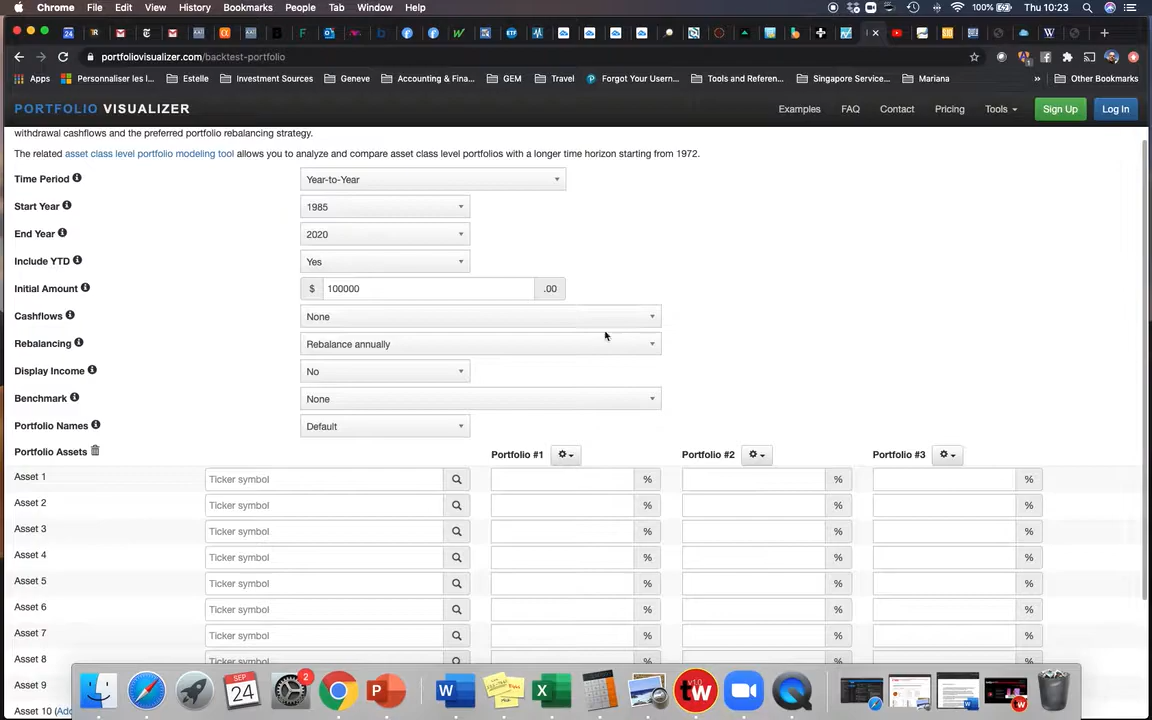 Chrome File Edit View History Bookmarks People Tab Window Help 100% Thu 10:23
portfoliovisualizer.com/backtest-portfolio
Apps Personnaliser les l... Estelle Investment Sources Geneve Accounting & Fina... GEM Travel Forgot Your Usern... Tools and Referen... Singapore Service... Mariana » Other Bookmarks
PORTFOLIO VISUALIZER Examples FAQ Contact Pricing Tools Sign Up Log In
withdrawal cashflows and the preferred portfolio rebalancing strategy.
The related asset class level portfolio modeling tool allows you to analyze and compare asset class level portfolios with a longer time horizon starting from 1972.
Time Period Year-to-Year
Start Year 1985
End Year 2020
Include YTD Yes
Initial Amount $ 100000 .00
Cashflows None
Rebalancing Rebalance annually
Display Income No
Benchmark None
Portfolio Names Default
Portfolio Assets Portfolio #1 Portfolio #2 Portfolio #3
Asset 1 Ticker symbol % % %
Asset 2 Ticker symbol % % %
Asset 3 Ticker symbol % % %
Asset 4 Ticker symbol % % %
Asset 5 Ticker symbol % % %
Asset 6 Ticker symbol % % %
Asset 7 Ticker symbol % % %
Asset 8 Ticker symbol % % %
Asset 9
Asset 10 (Add
SEP
24
2
P
W
X
tw